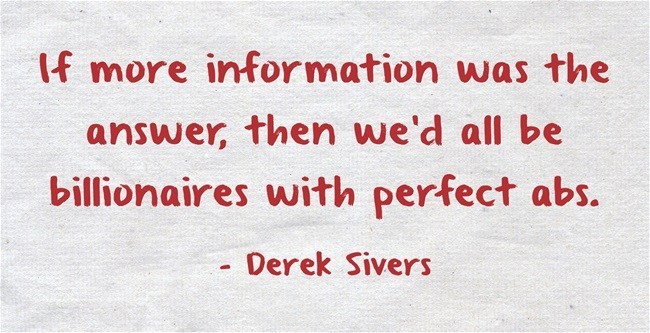 If more information was the
answer, then we'd all be
billionaires with perfect abs.
- Derek Sivers